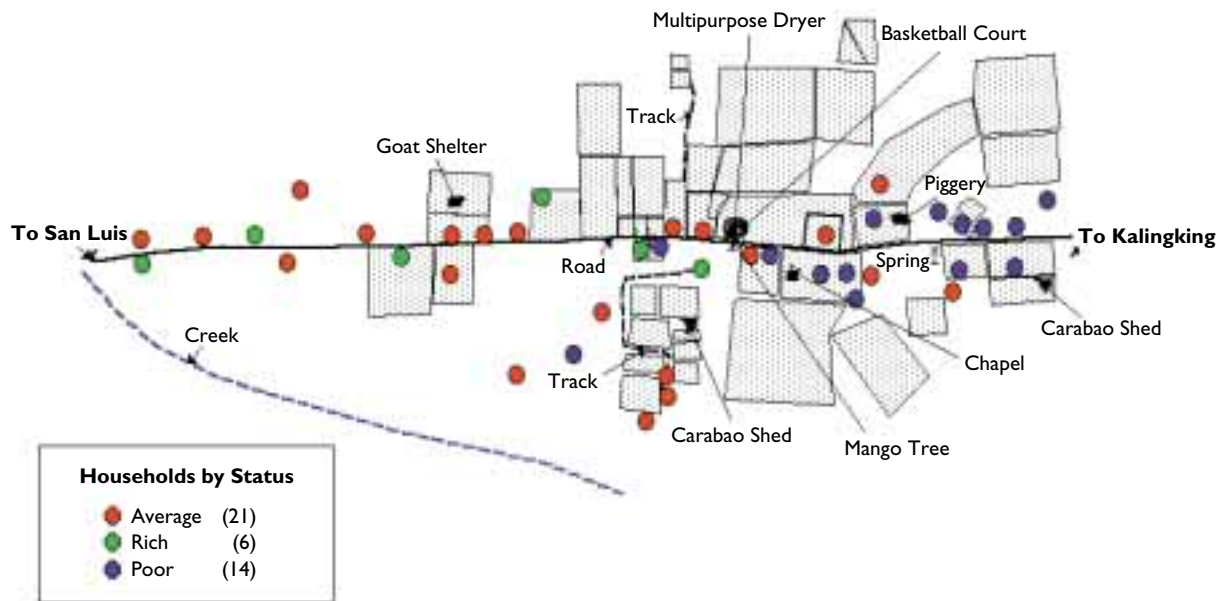 Multipurpose Dryer
Basketball Court
Track
Goat Shelter
Piggery
To San Luis
To Kalingking
Road
Spring
Creek
Carabao Shed
Chapel
Track
Carabao Shed
Mango Tree
Households by Status
Average (21)
Rich (6)
Poor (14)